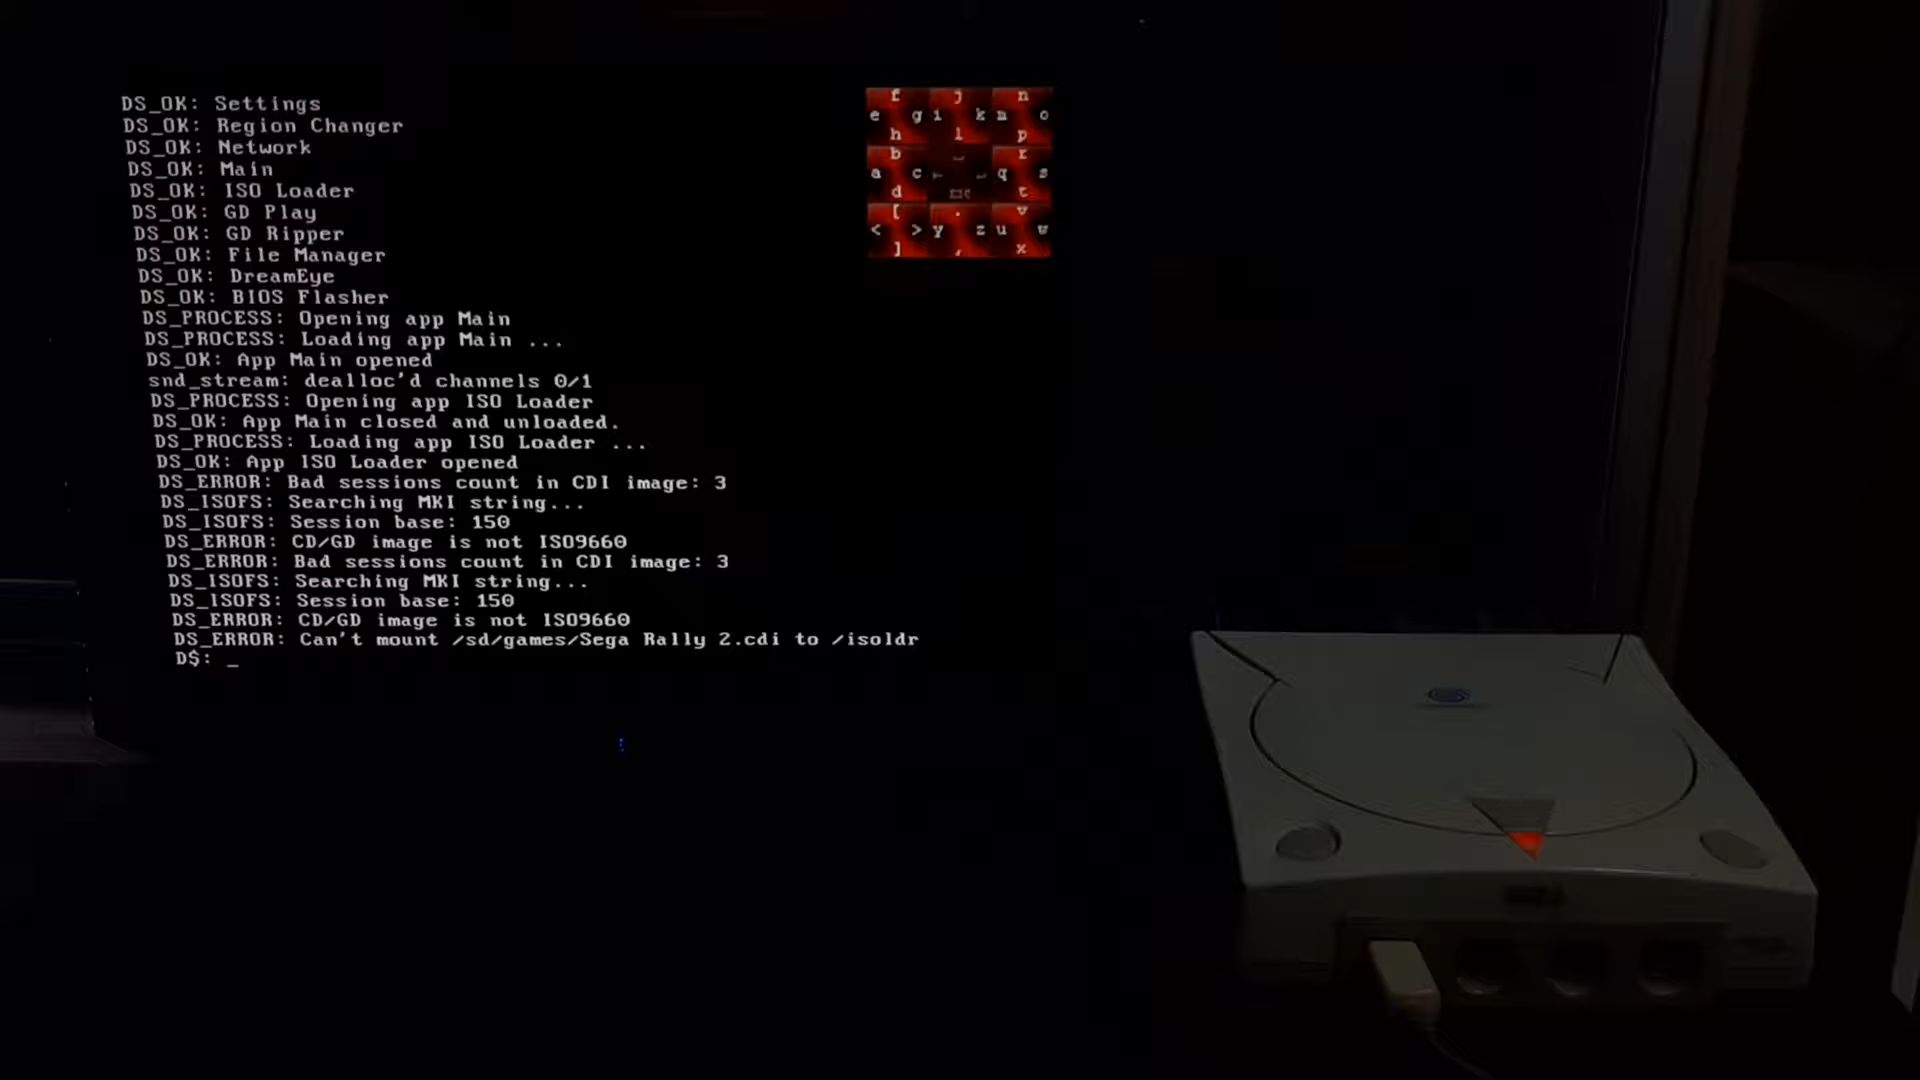 DS_OK: Settings
DS_OK: Region Changer
DS_OK: Network
DS_OK: Main
DS_OK: ISO Loader
DS_OK: GD Play
DS_OK: GD Ripper
DS_OK: File Manager
DS_OK: DreamEye
DS_OK: BIOS Flasher
DS_PROCESS: Opening app Main
DS_PROCESS: Loading app Main ...
DS_OK: App Main opened
snd_stream: dealloc'd channels 0/1
DS_PROCESS: Opening app ISO Loader
DS_OK: App Main closed and unloaded.
DS_PROCESS: Loading app ISO Loader ...
DS_OK: App ISO Loader opened
DS_ERROR: Bad sessions count in CDI image: 3
DS_ISOFS: Searching MKI string...
DS_ISOFS: Session base: 150
DS_ERROR: CD/GD image is not ISO9660
DS_ERROR: Bad sessions count in CDI image: 3
DS_ISOFS: Searching MKI string...
DS_ISOFS: Session base: 150
DS_ERROR: CD/GD image is not ISO9660
DS_ERROR: Can't mount /sd/games/Sega Rally 2.cdi to /isoldr
D$: _
f j n
e g i k m o
h l p
b r
a c q s
d t
[ . v
< > y z u w
] , x